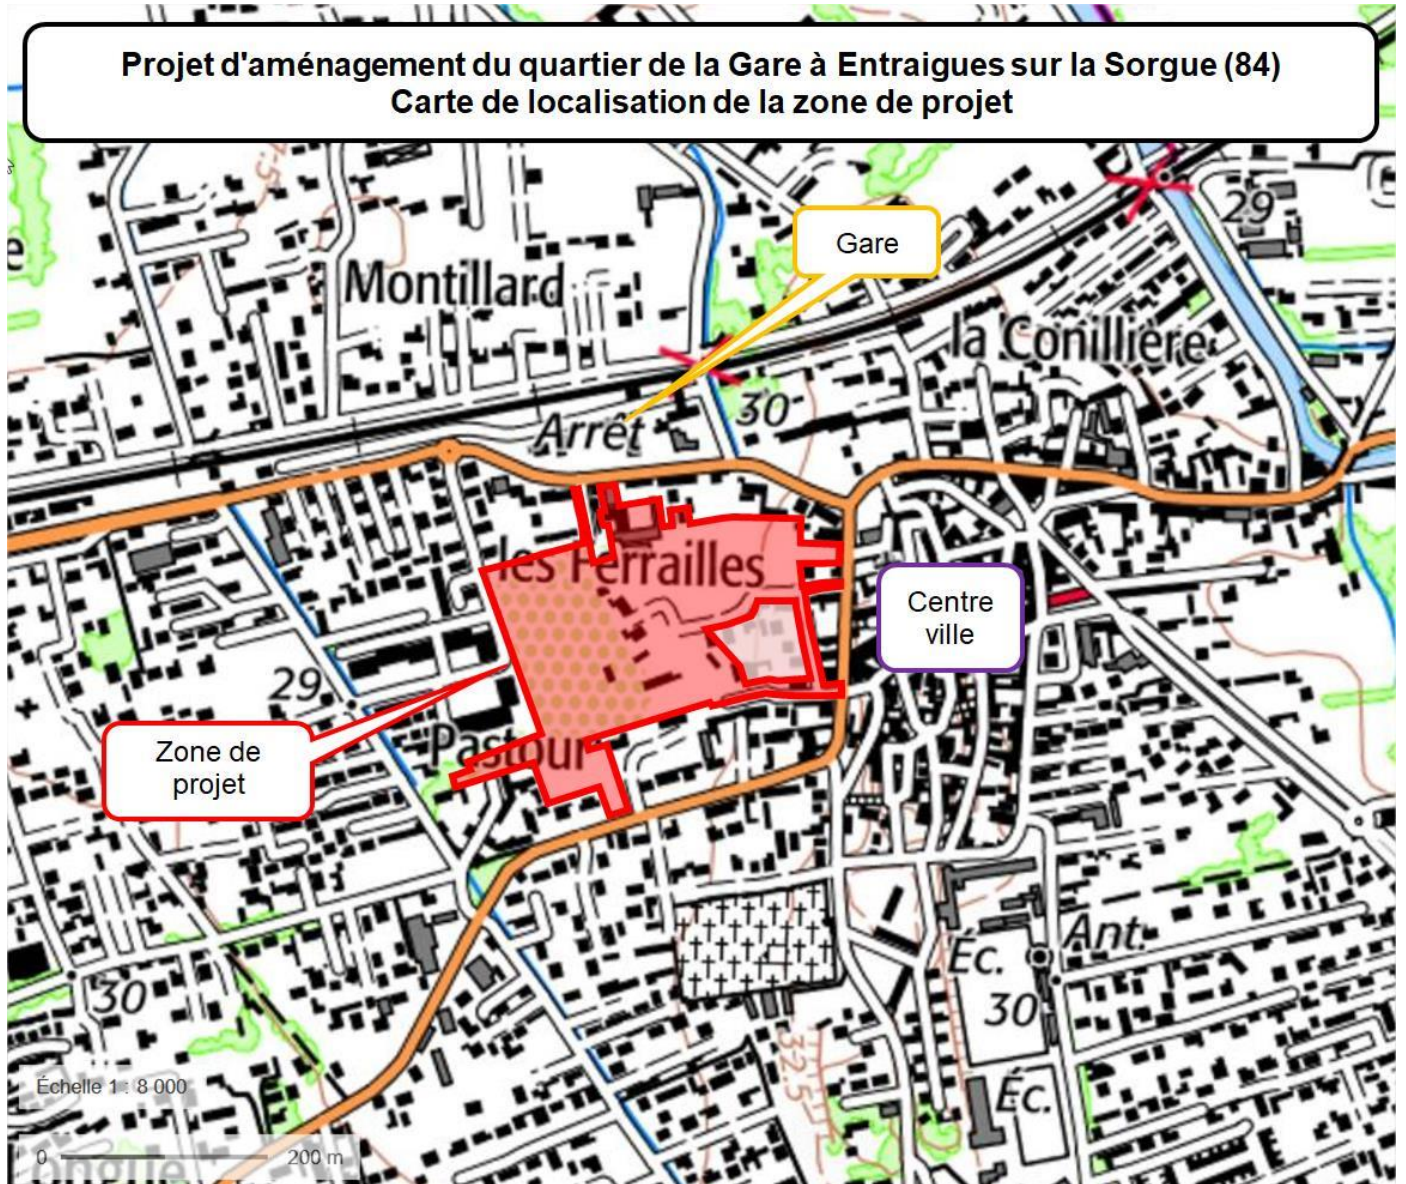 Projet d'aménagement du quartier de la Gare à Entraigues sur la Sorgue (84)
Carte de localisation de la zone de projet
29
Gare
Montillard
la Conillière
30
Arrêt
les Ferrailles
Centre
ville
29
Pastour
Zone de
projet
Ant.
Éc.
30
30
32.5
Échelle 1 : 8 000
Éc.
0 200 m